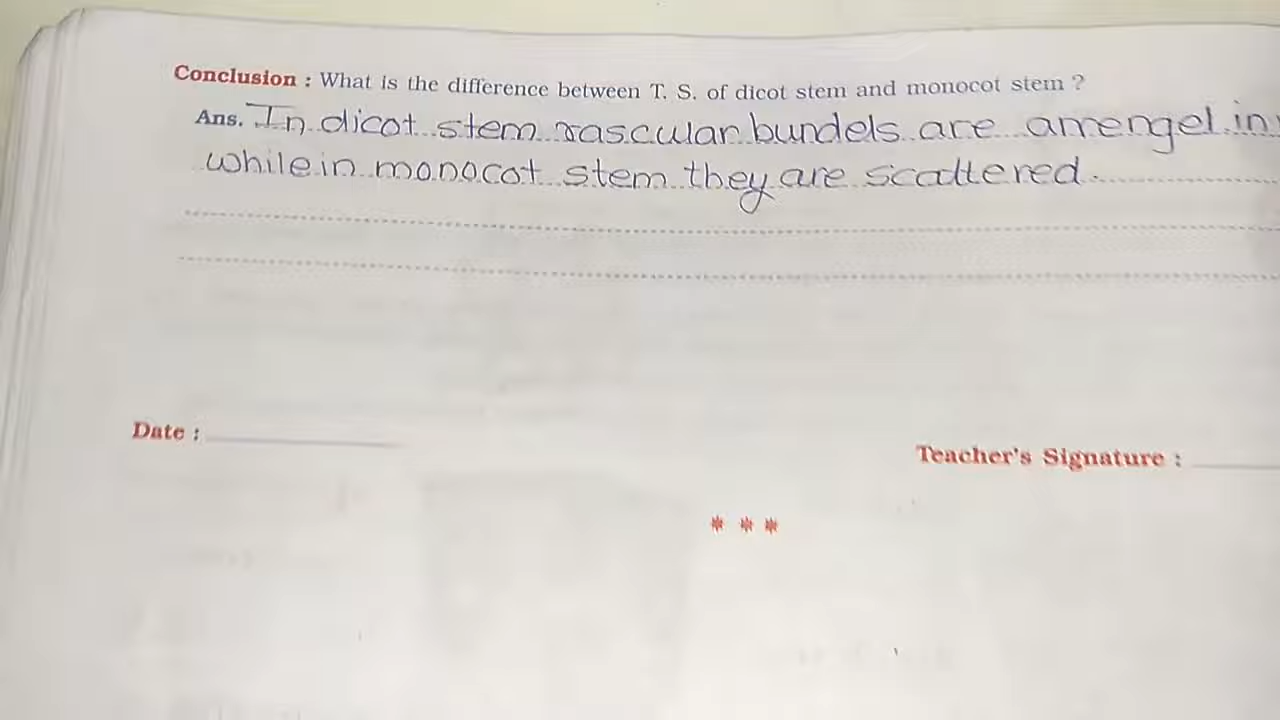 Conclusion : What is the difference between T. S. of dicot stem and monocot stem ?
Ans. In dicot stem vascular bundels are arrengel in
while in monocot stem they are scattered.
Date :
Teacher's Signature :
* * *